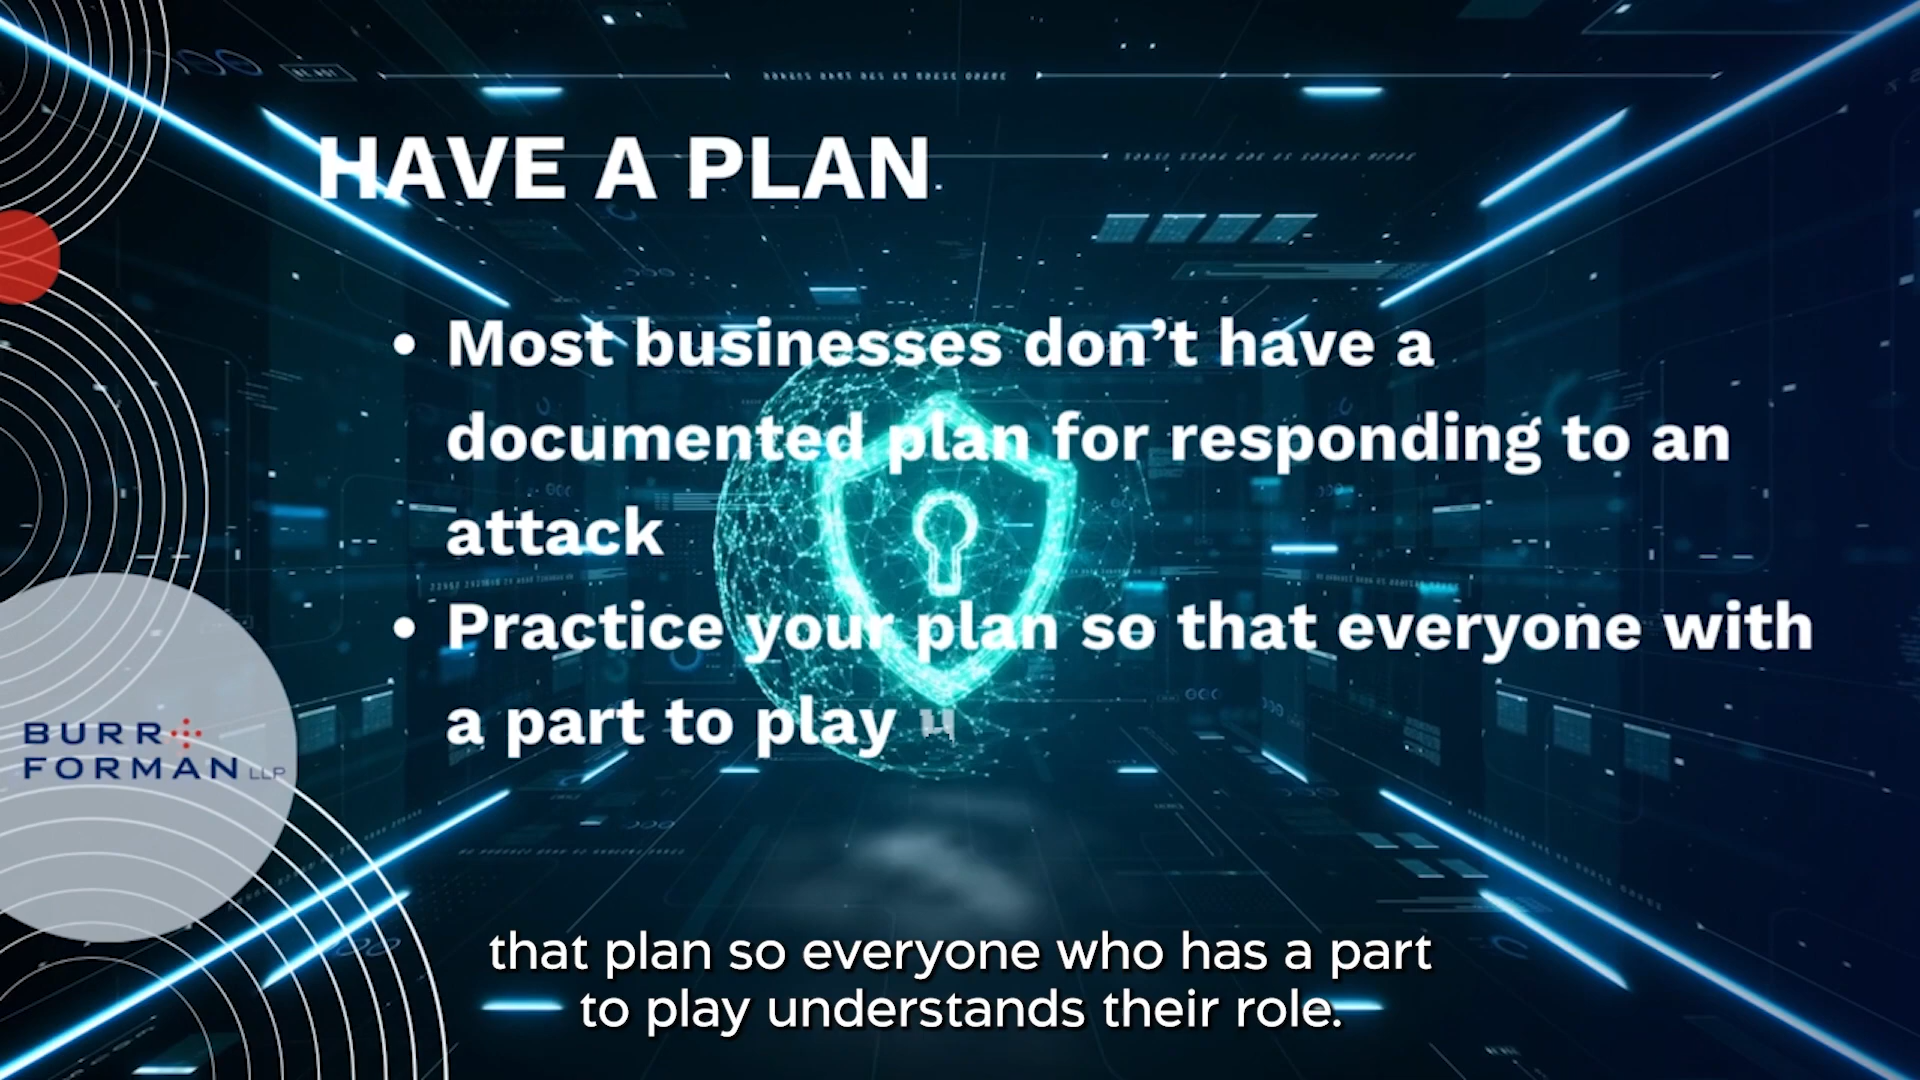 HAVE A PLAN
• Most businesses don’t have a
documented plan for responding to an
attack
• Practice your plan so that everyone with
a part to play
BURR
FORMAN LLP
that plan so everyone who has a part
to play understands their role.